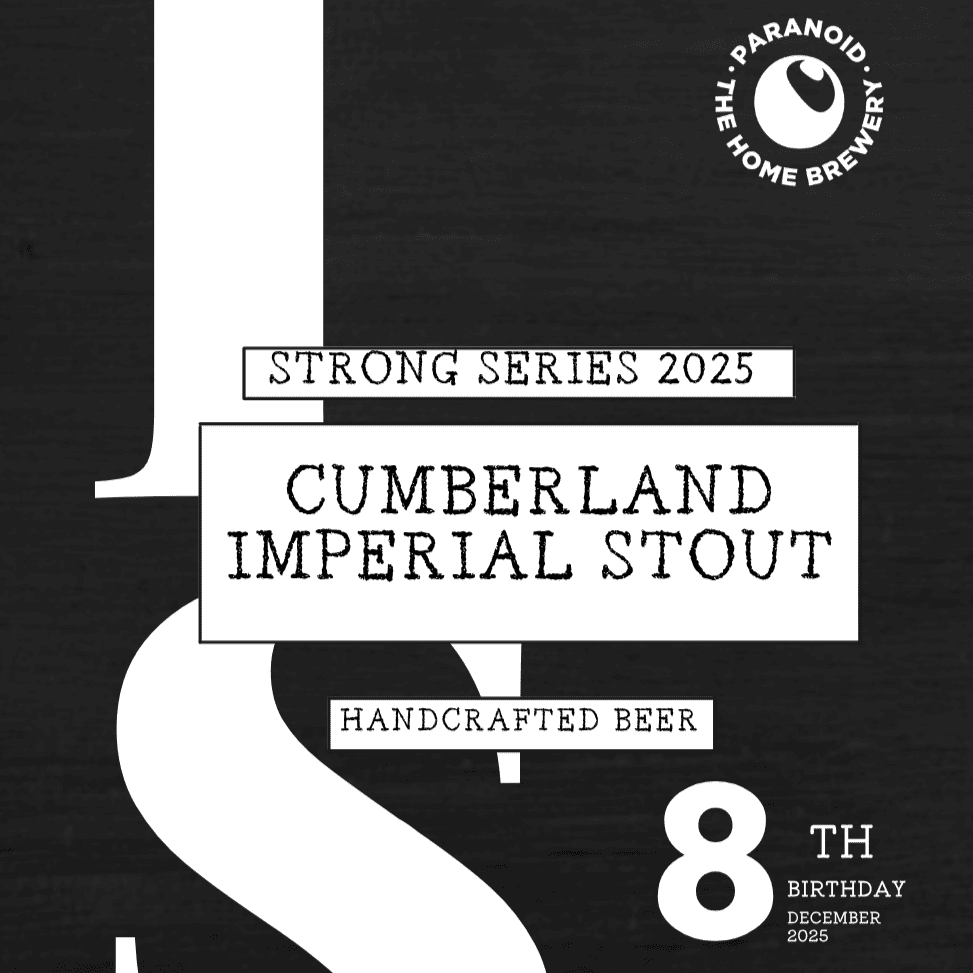 · PARANOID ·
THE HOME BREWERY
I
STRONG SERIES 2025
CUMBERLAND
IMPERIAL STOUT
S
HANDCRAFTED BEER
8
TH
BIRTHDAY
DECEMBER
2025